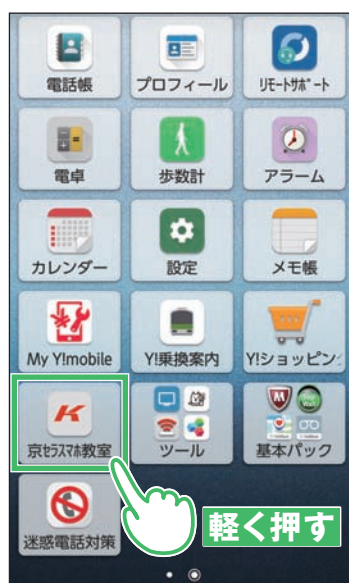 電話帳
プロフィール
リモートサポート
電卓
歩数計
アラーム
カレンダー
設定
メモ帳
My Y!mobile
Y!乗換案内
Y!ショッピン
京セラスマホ教室
ツール
基本パック
迷惑電話対策
軽く押す